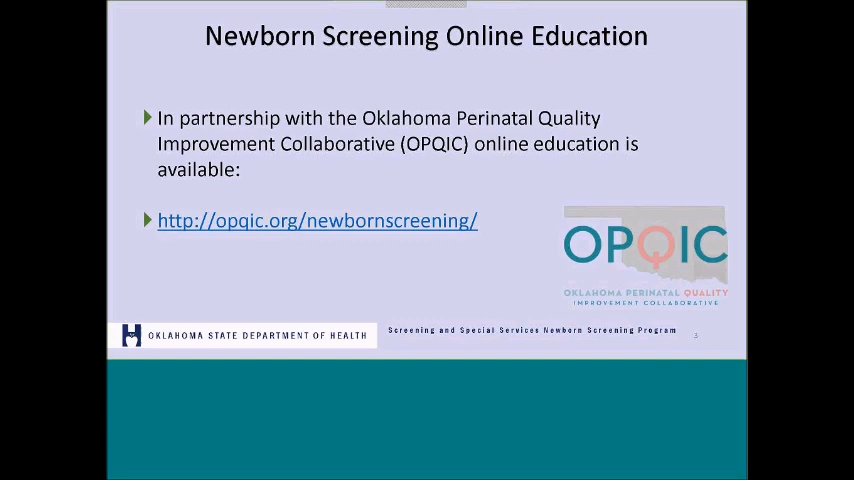 Newborn Screening Online Education
In partnership with the Oklahoma Perinatal Quality
Improvement Collaborative (OPQIC) online education is
available:
http://opqic.org/newbornscreening/
OPQIC
OKLAHOMA PERINATAL QUALITY
IMPROVEMENT COLLABORATIVE
OKLAHOMA STATE DEPARTMENT OF HEALTH
Screening and Special Services Newborn Screening Program
3